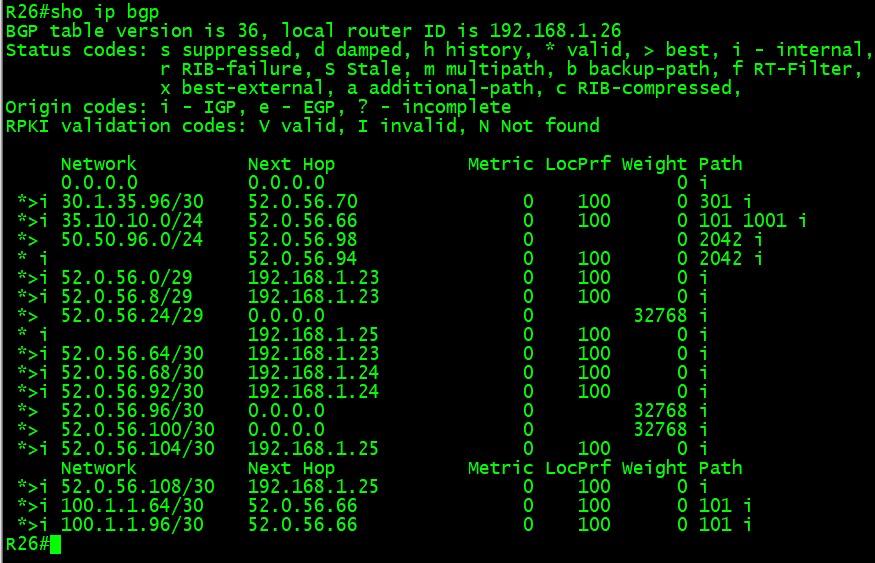 R26#sho ip bgp
BGP table version is 36, local router ID is 192.168.1.26
Status codes: s suppressed, d damped, h history, * valid, > best, i - internal,
              r RIB-failure, S Stale, m multipath, b backup-path, f RT-Filter,
              x best-external, a additional-path, c RIB-compressed,
Origin codes: i - IGP, e - EGP, ? - incomplete
RPKI validation codes: V valid, I invalid, N Not found

     Network          Next Hop            Metric LocPrf Weight Path
     0.0.0.0          0.0.0.0                                0 i
 *>i 30.1.35.96/30    52.0.56.70               0    100      0 301 i
 *>i 35.10.10.0/24    52.0.56.66               0    100      0 101 1001 i
 *>  50.50.96.0/24    52.0.56.98               0             0 2042 i
 * i                  52.0.56.94               0    100      0 2042 i
 *>i 52.0.56.0/29     192.168.1.23             0    100      0 i
 *>i 52.0.56.8/29     192.168.1.23             0    100      0 i
 *>  52.0.56.24/29    0.0.0.0                  0         32768 i
 * i                  192.168.1.25             0    100      0 i
 *>i 52.0.56.64/30    192.168.1.23             0    100      0 i
 *>i 52.0.56.68/30    192.168.1.24             0    100      0 i
 *>i 52.0.56.92/30    192.168.1.24             0    100      0 i
 *>  52.0.56.96/30    0.0.0.0                  0         32768 i
 *>  52.0.56.100/30   0.0.0.0                  0         32768 i
 *>i 52.0.56.104/30   192.168.1.25             0    100      0 i
     Network          Next Hop            Metric LocPrf Weight Path
 *>i 52.0.56.108/30   192.168.1.25             0    100      0 i
 *>i 100.1.1.64/30    52.0.56.66               0    100      0 101 i
 *>i 100.1.1.96/30    52.0.56.66               0    100      0 101 i
R26#